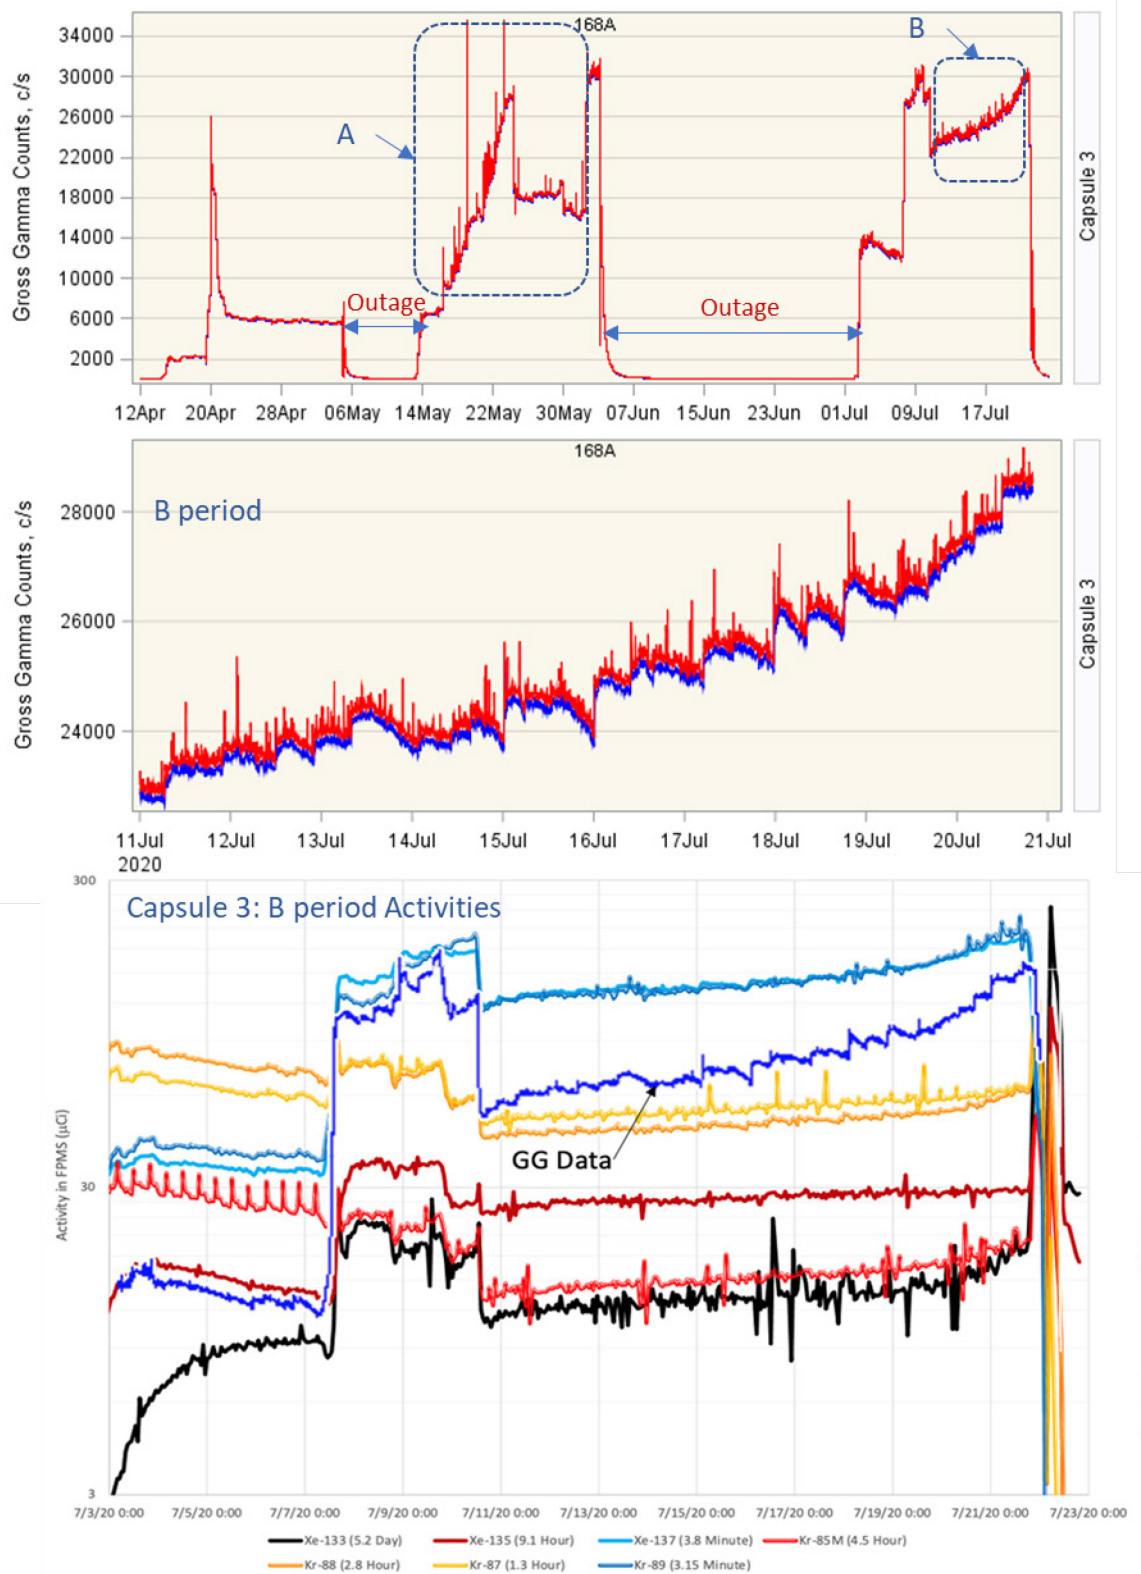 168A
34000
30000
26000
22000
18000
14000
10000
6000
2000
Gross Gamma Counts, c/s
A
B
Outage
Outage
Capsule 3
12Apr 20Apr 28Apr 06May 14May 22May 30May 07Jun 15Jun 23Jun 01Jul 09Jul 17Jul
168A
B period
28000
26000
24000
Gross Gamma Counts, c/s
Capsule 3
11Jul 12Jul 13Jul 14Jul 15Jul 16Jul 17Jul 18Jul 19Jul 20Jul 21Jul
2020
300
Capsule 3: B period Activities
30
3
Activity in FPMS (μCi)
GG Data
7/3/20 0:00 7/5/20 0:00 7/7/20 0:00 7/9/20 0:00 7/11/20 0:00 7/13/20 0:00 7/15/20 0:00 7/17/20 0:00 7/19/20 0:00 7/21/20 0:00 7/23/20 0:00
Xe-133 (5.2 Day) Xe-135 (9.1 Hour) Xe-137 (3.8 Minute) Kr-85M (4.5 Hour)
Kr-88 (2.8 Hour) Kr-87 (1.3 Hour) Kr-89 (3.15 Minute)